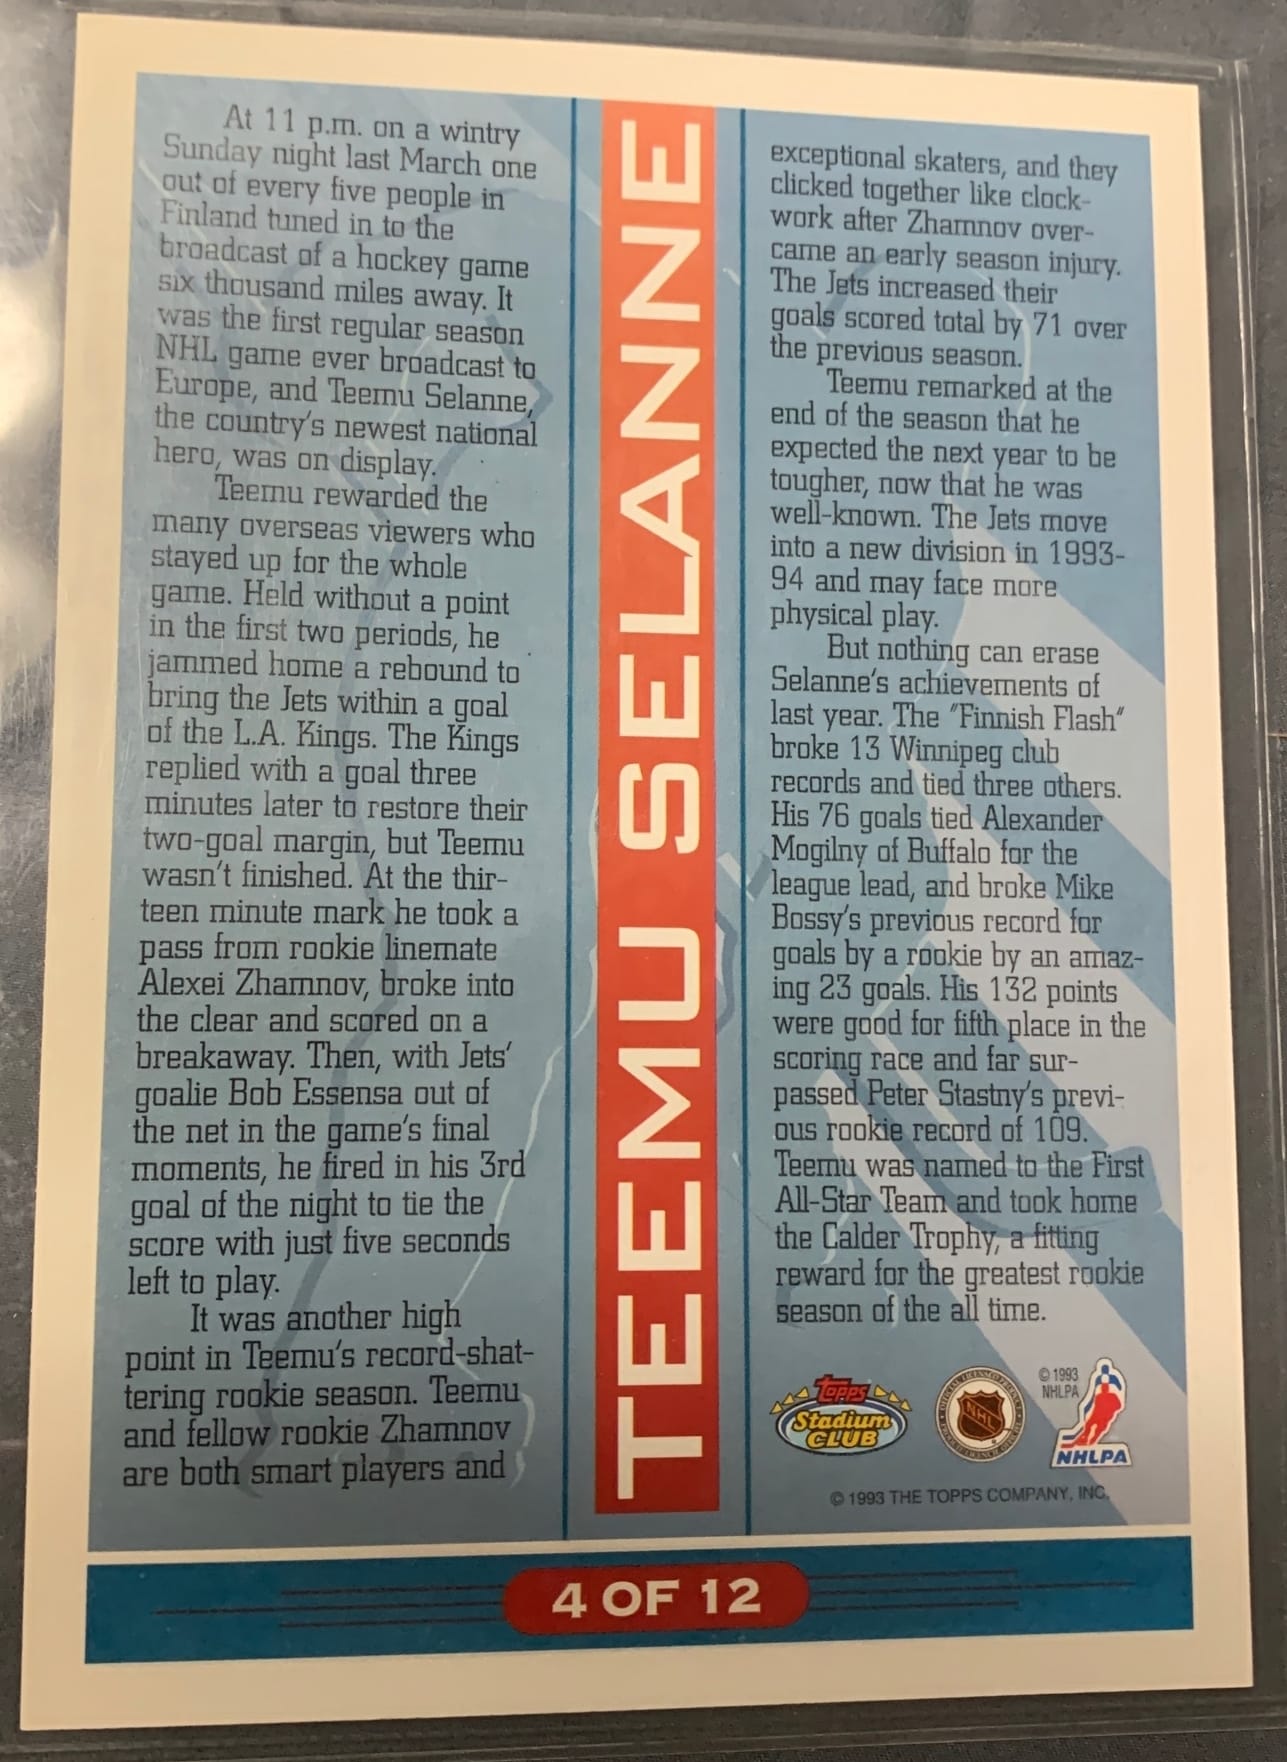 At 11 p.m. on a wintry
Sunday night last March one
out of every five people in
Finland tuned in to the
broadcast of a hockey game
six thousand miles away. It
was the first regular season
NHL game ever broadcast to
Europe, and Teemu Selanne,
the country's newest national
hero, was on display.
Teemu rewarded the
many overseas viewers who
stayed up for the whole
game. Held without a point
in the first two periods, he
jammed home a rebound to
bring the Jets within a goal
of the L.A. Kings. The Kings
replied with a goal three
minutes later to restore their
two-goal margin, but Teemu
wasn't finished. At the thir-
teen minute mark he took a
pass from rookie linemate
Alexei Zhamnov, broke into
the clear and scored on a
breakaway. Then, with Jets'
goalie Bob Essensa out of
the net in the game's final
moments, he fired in his 3rd
goal of the night to tie the
score with just five seconds
left to play.
It was another high
point in Teemu's record-shat-
tering rookie season. Teemu
and fellow rookie Zhamnov
are both smart players and
TEEMU SELANNE
exceptional skaters, and they
clicked together like clock-
work after Zhamnov over-
came an early season injury.
The Jets increased their
goals scored total by 71 over
the previous season.
Teemu remarked at the
end of the season that he
expected the next year to be
tougher, now that he was
well-known. The Jets move
into a new division in 1993-
94 and may face more
physical play.
But nothing can erase
Selanne's achievements of
last year. The "Finnish Flash"
broke 13 Winnipeg club
records and tied three others.
His 76 goals tied Alexander
Mogilny of Buffalo for the
league lead, and broke Mike
Bossy's previous record for
goals by a rookie by an amaz-
ing 23 goals. His 132 points
were good for fifth place in the
scoring race and far sur-
passed Peter Stastny's previ-
ous rookie record of 109.
Teemu was named to the First
All-Star Team and took home
the Calder Trophy, a fitting
reward for the greatest rookie
season of the all time.
Topps
Stadium
CLUB
NHL
© 1993
NHLPA
NHLPA
© 1993 THE TOPPS COMPANY, INC.
4 OF 12